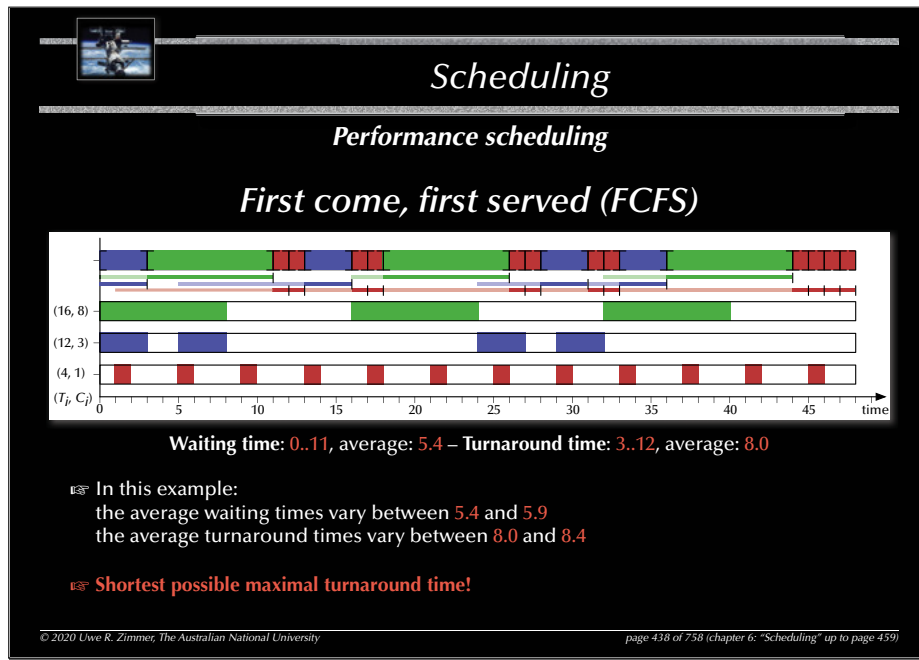 Scheduling
Performance scheduling
First come, first served (FCFS)
(16, 8)
(12, 3)
(4, 1)
(Ti, Ci)
0 5 10 15 20 25 30 35 40 45 time
Waiting time: 0..11, average: 5.4 – Turnaround time: 3..12, average: 8.0
☞ In this example:
the average waiting times vary between 5.4 and 5.9
the average turnaround times vary between 8.0 and 8.4
☞ Shortest possible maximal turnaround time!
© 2020 Uwe R. Zimmer, The Australian National University page 438 of 758 (chapter 6: “Scheduling” up to page 459)